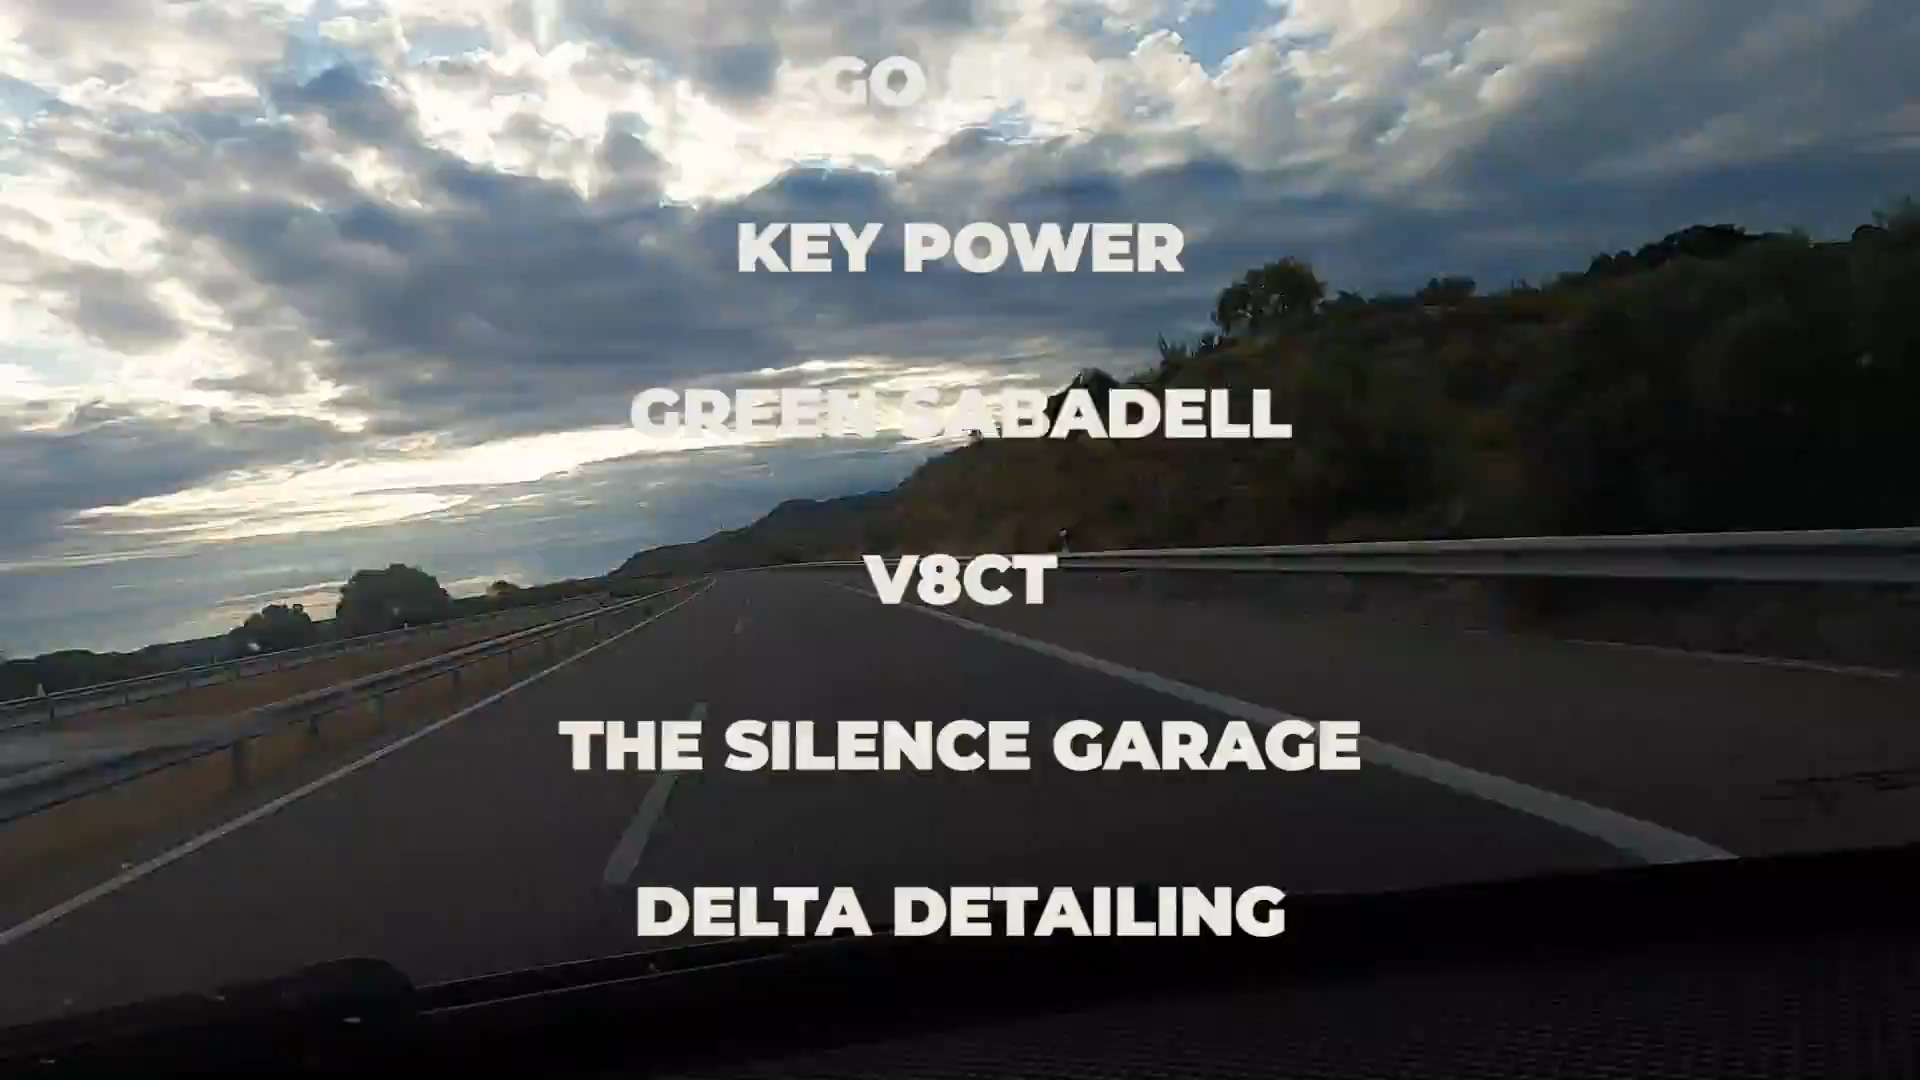 GO
KEY POWER
GREEN SABADELL
V8CT
THE SILENCE GARAGE
DELTA DETAILING